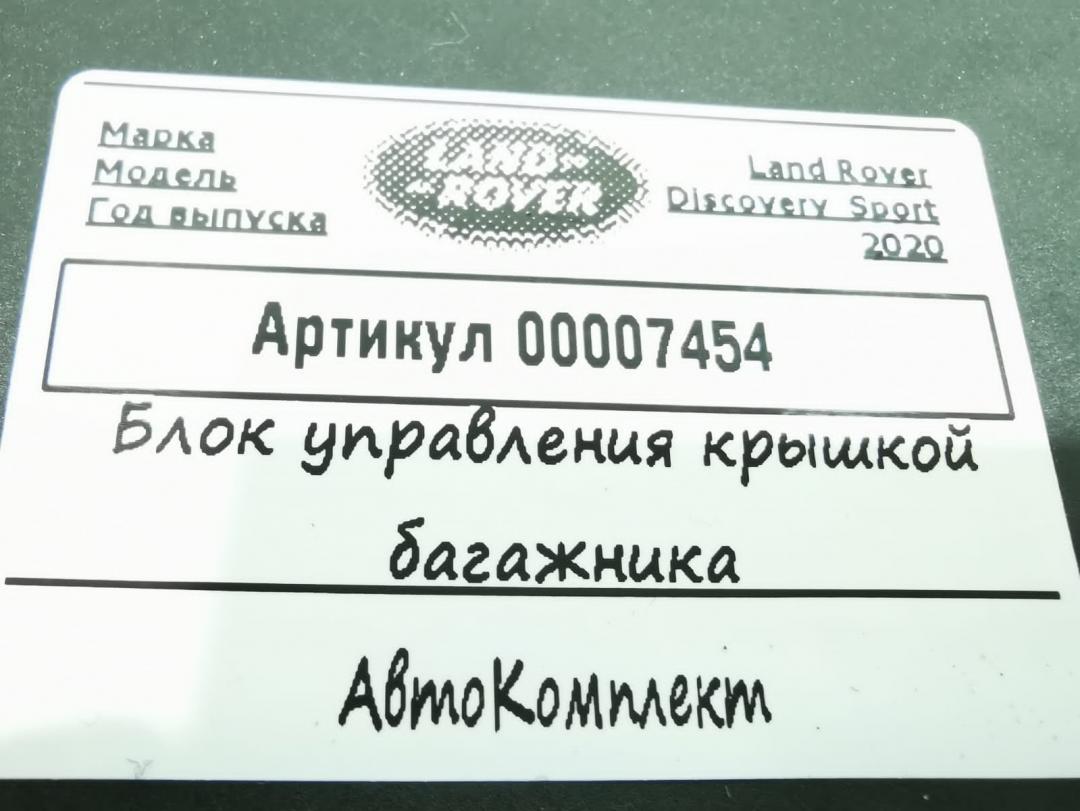 Марка
Модель
Год выпуска
LAND-
-ROVER
Land Rover
Discovery Sport
2020
Артикул 00007454
Блок управления крышкой
багажника
АвтоКомплект